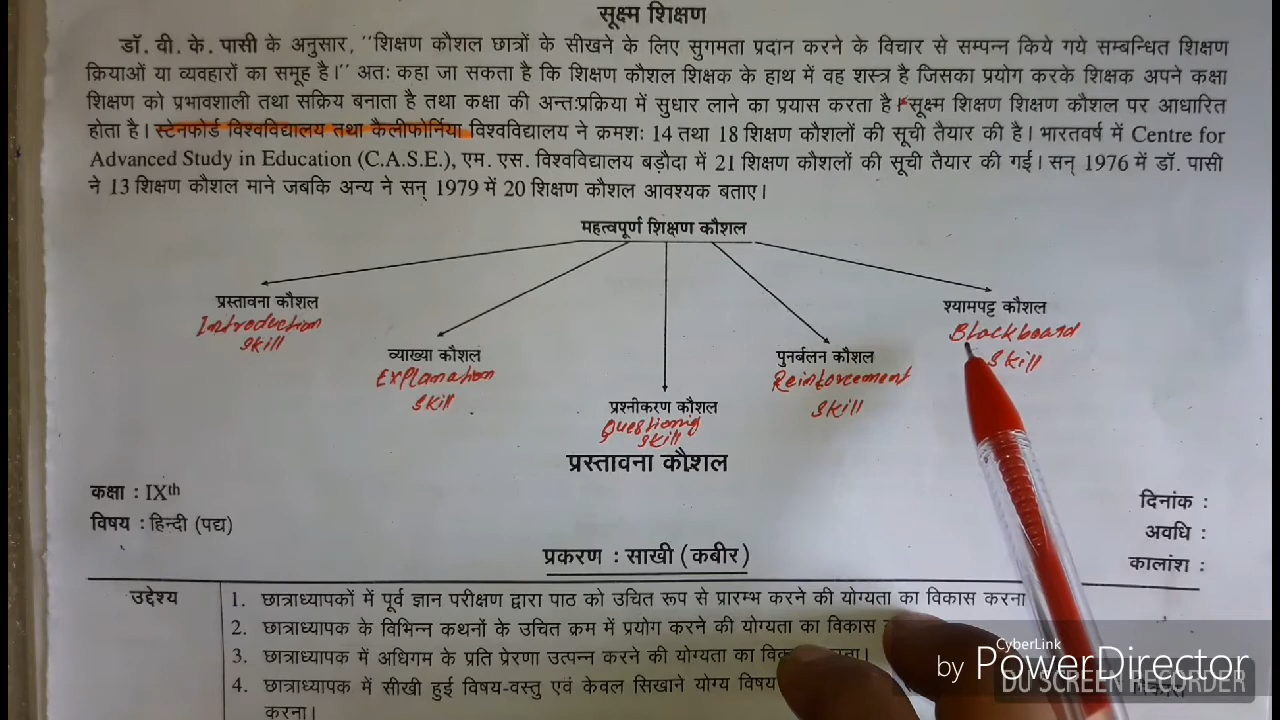 सूक्ष्म शिक्षण
डॉ. वी. के. पासी के अनुसार, "शिक्षण कौशल छात्रों के सीखने के लिए सुगमता प्रदान करने के विचार से सम्पन्न किये गये सम्बन्धित शिक्षण
क्रियाओं या व्यवहारों का समूह है।" अतः कहा जा सकता है कि शिक्षण कौशल शिक्षक के हाथ में वह शस्त्र है जिसका प्रयोग करके शिक्षक अपने कक्षा
शिक्षण को प्रभावशाली तथा सक्रिय बनाता है तथा कक्षा की अन्तःप्रक्रिया में सुधार लाने का प्रयास करता है। सूक्ष्म शिक्षण शिक्षण कौशल पर आधारित
होता है। स्टेनफोर्ड विश्वविद्यालय तथा कैलीफोर्निया विश्वविद्यालय ने क्रमशः 14 तथा 18 शिक्षण कौशलों की सूची तैयार की है। भारतवर्ष में Centre for
Advanced Study in Education (C.A.S.E.), एम. एस. विश्वविद्यालय बड़ौदा में 21 शिक्षण कौशलों की सूची तैयार की गई। सन् 1976 में डॉ. पासी
ने 13 शिक्षण कौशल माने जबकि अन्य ने सन् 1979 में 20 शिक्षण कौशल आवश्यक बताए।
महत्वपूर्ण शिक्षण कौशल
प्रस्तावना कौशल
Introduction
Skill
व्याख्या कौशल
Explanation
Skill
प्रश्नीकरण कौशल
Questioning
Skill
पुनर्बलन कौशल
Reinforcement
Skill
श्यामपट्ट कौशल
Blackboard
Skill
प्रस्तावना कौशल
कक्षा : IXth
विषय : हिन्दी (पद्य)
दिनांक :
अवधि :
कालांश :
प्रकरण : साखी (कबीर)
उद्देश्य
1. छात्राध्यापकों में पूर्व ज्ञान परीक्षण द्वारा पाठ को उचित रूप से प्रारम्भ करने की योग्यता का विकास करना
2. छात्राध्यापक के विभिन्न कथनों के उचित क्रम में प्रयोग करने की योग्यता का विकास
3. छात्राध्यापक में अधिगम के प्रति प्रेरणा उत्पन्न करने की योग्यता का
4. छात्राध्यापक में सीखी हुई विषय-वस्तु एवं केवल सिखाने योग्य विषय
करना।
CyberLink
by PowerDirector
DU SCREEN RECORDER